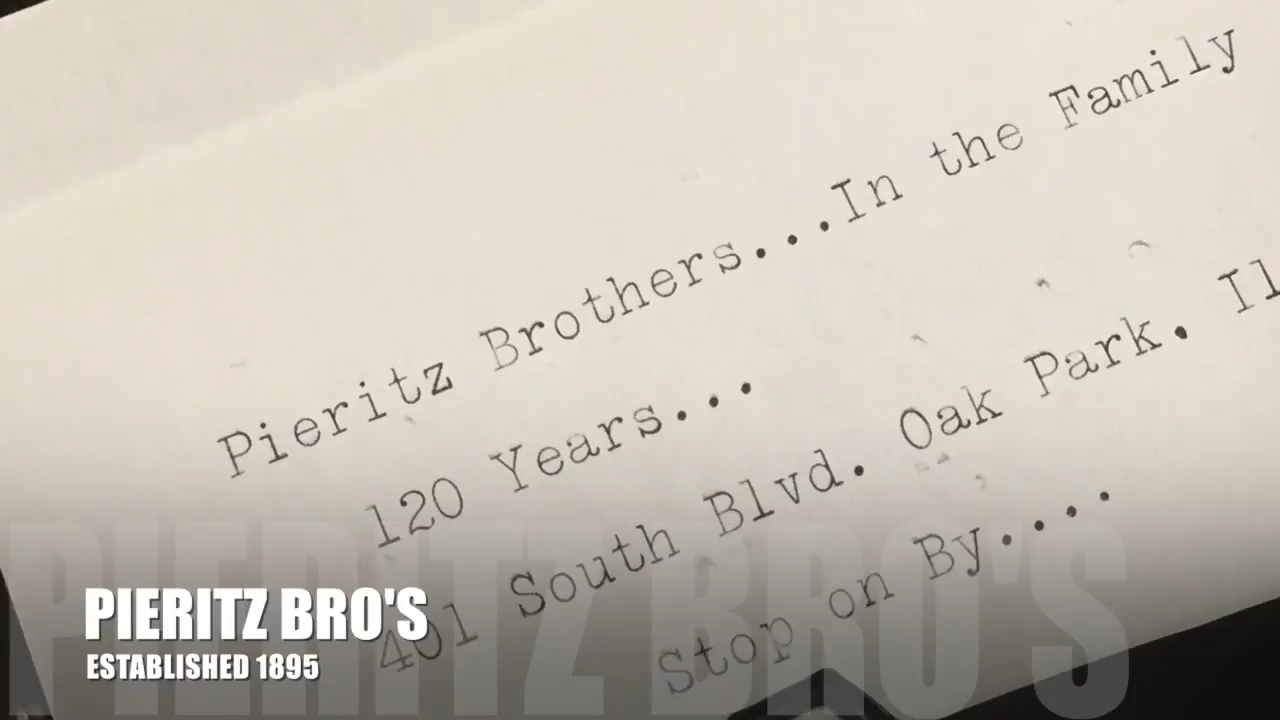 Pieritz Brothers...In the Family
120 Years...
401 South Blvd. Oak Park. Il
Stop on By....
PIERITZ BRO'S
PIERITZ BRO'S
ESTABLISHED 1895